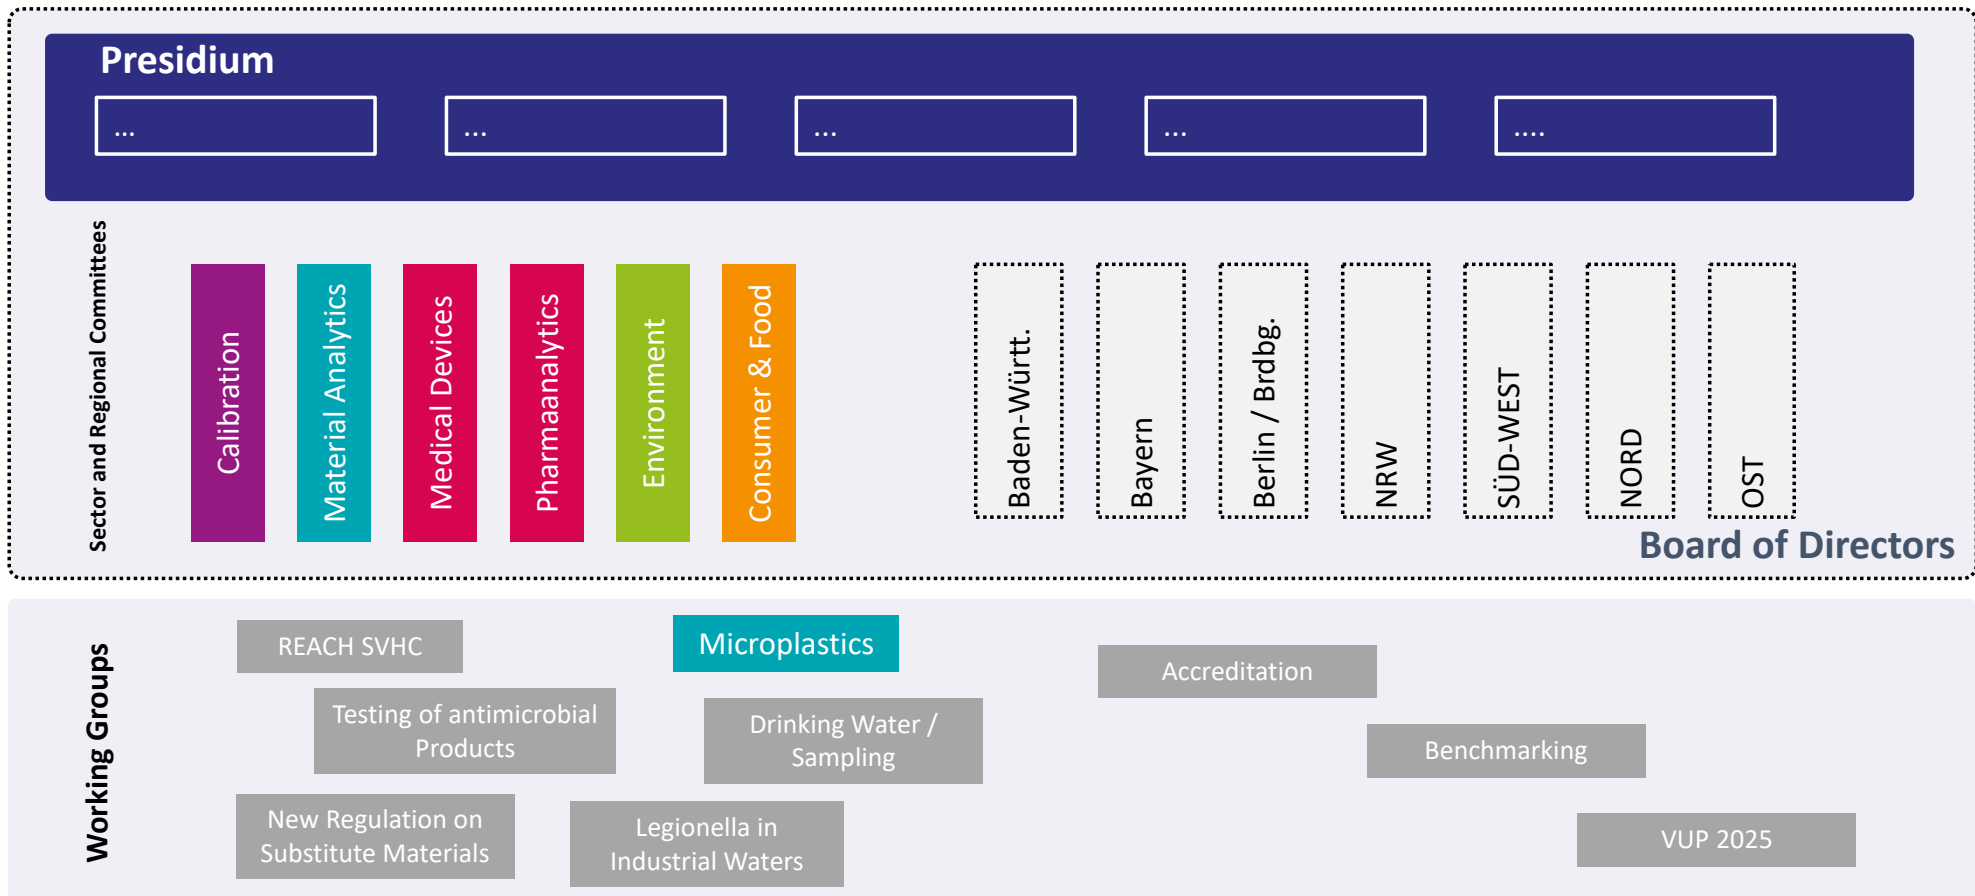 Presidium
...
...
...
...
....
Sector and Regional Committees
Calibration
Material Analytics
Medical Devices
Pharmaanalytics
Environment
Consumer & Food
Baden-Württ.
Bayern
Berlin / Brdbg.
NRW
SÜD-WEST
NORD
OST
Board of Directors
Working Groups
REACH SVHC
Microplastics
Accreditation
Testing of antimicrobial
Products
Drinking Water /
Sampling
Benchmarking
New Regulation on
Substitute Materials
Legionella in
Industrial Waters
VUP 2025